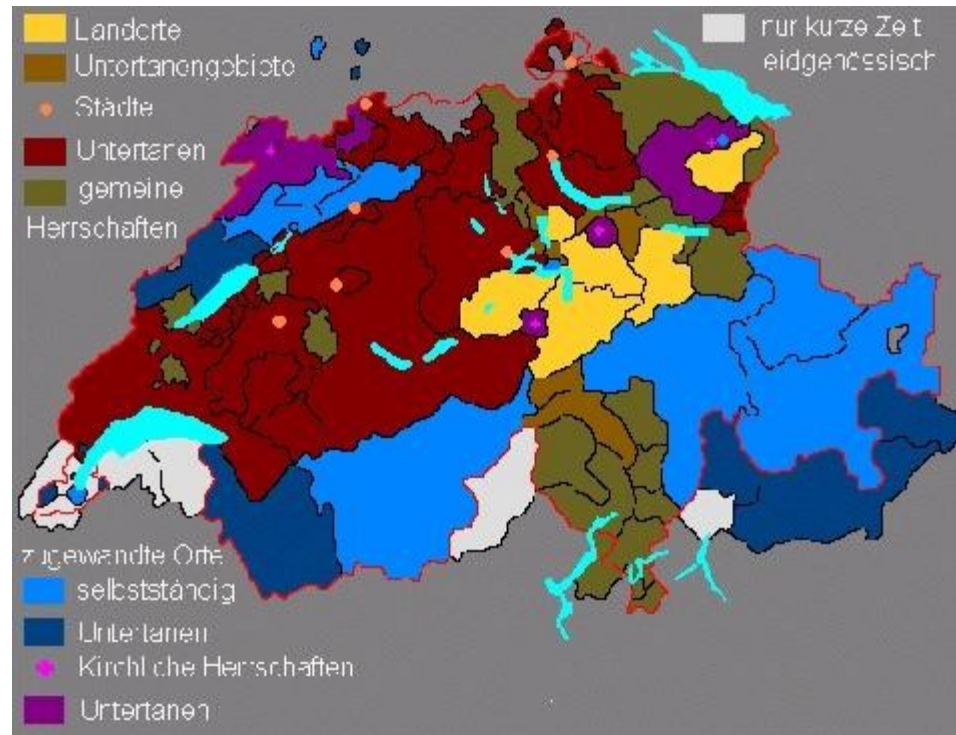 Landorte
Untertanengebiete
Städte
Untertanen
gemeine
Herrschaften
nur kurze Zeit
eidgenössisch
zugewandte Orte
selbstständig
Untertanen
Kirchliche Herrschaften
Untertanen